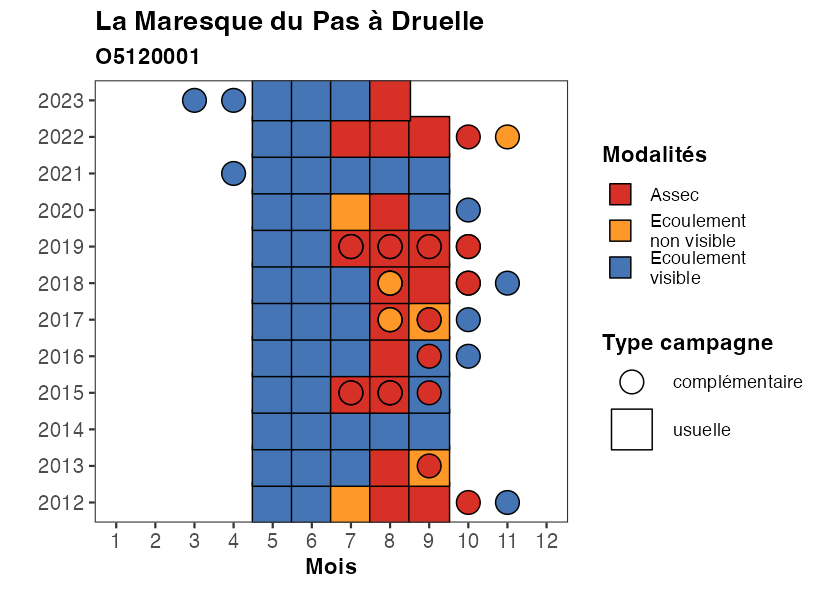 La Maresque du Pas à Druelle
O5120001
2023
2022
2021
2020
2019
2018
2017
2016
2015
2014
2013
2012
1 2 3 4 5 6 7 8 9 10 11 12
Mois
Modalités
Assec
Ecoulement
non visible
Ecoulement
visible
Type campagne
complémentaire
usuelle